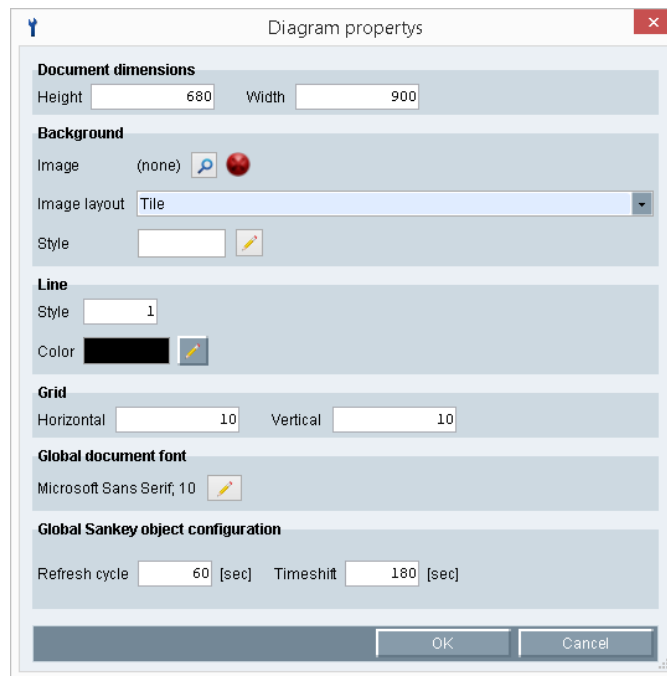 Diagram propertys
Document dimensions
Height 680 Width 900
Background
Image (none)
Image layout Tile
Style
Line
Style 1
Color
Grid
Horizontal 10 Vertical 10
Global document font
Microsoft Sans Serif; 10
Global Sankey object configuration
Refresh cycle 60 [sec] Timeshift 180 [sec]
OK Cancel